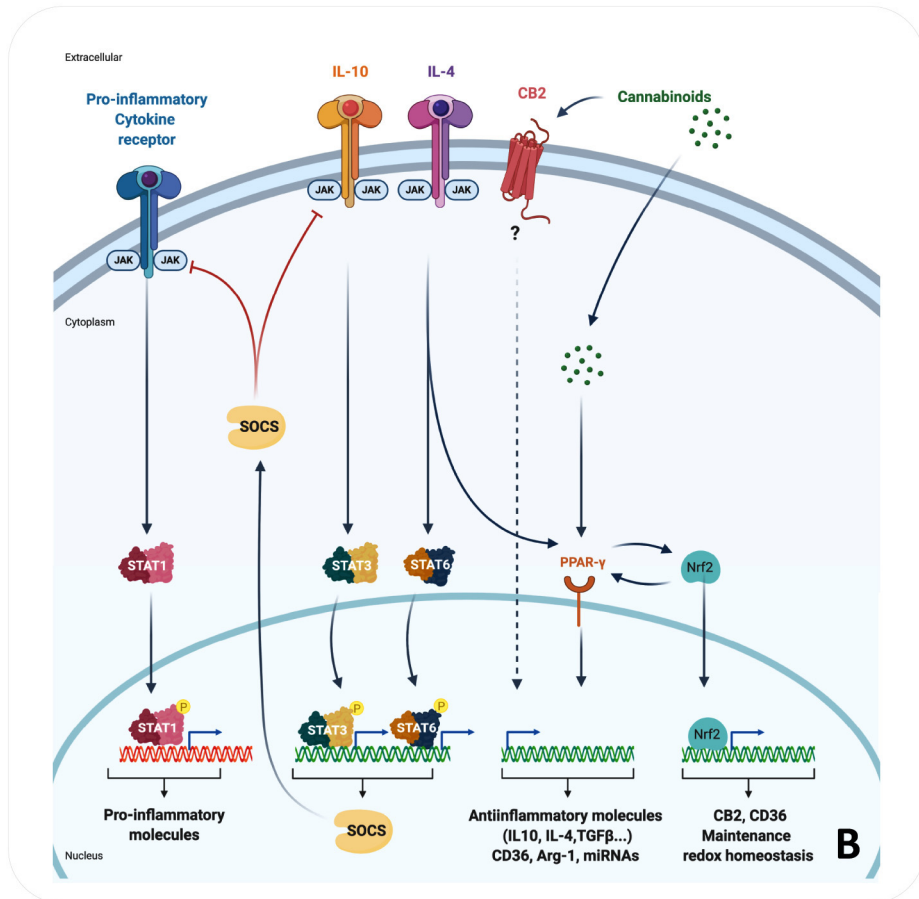 Extracellular
IL-10
IL-4
CB2
Cannabinoids
Pro-inflammatory
Cytokine
receptor
JAK
JAK
JAK
JAK
?
JAK
JAK
Cytoplasm
SOCS
STAT1
STAT3
STAT6
PPAR-γ
Nrf2
P
P
P
STAT1
STAT3
STAT6
Nrf2
Pro-inflammatory
molecules
SOCS
Antiinflammatory molecules
(IL10, IL-4,TGFβ...)
CD36, Arg-1, miRNAs
CB2, CD36
Maintenance
redox homeostasis
B
Nucleus